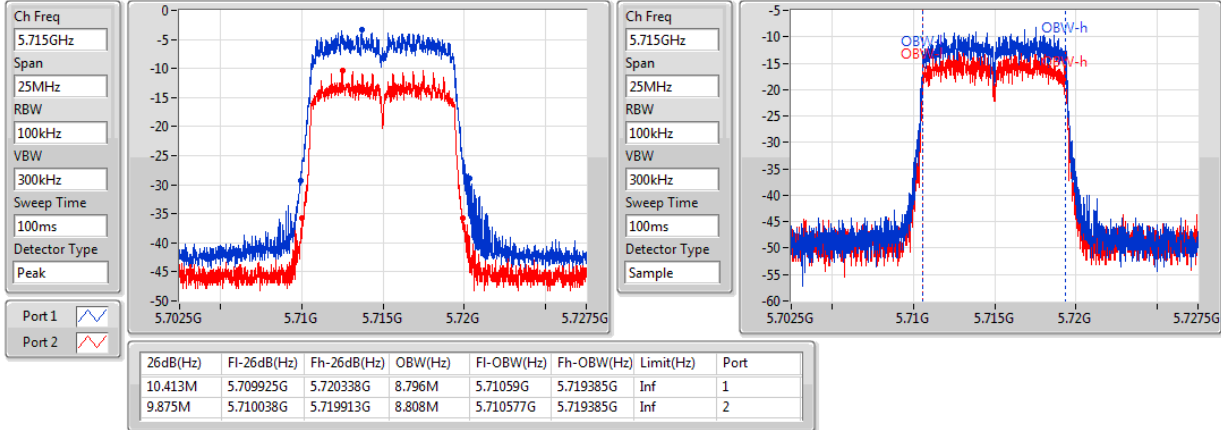 Ch Freq
5.715GHz
Span
25MHz
RBW
100kHz
VBW
300kHz
Sweep Time
100ms
Detector Type
Peak
Port 1
Port 2
0
-5
-10
-15
-20
-25
-30
-35
-40
-45
-50
5.7025G 5.71G 5.715G 5.72G 5.7275G
Ch Freq
5.715GHz
Span
25MHz
RBW
100kHz
VBW
300kHz
Sweep Time
100ms
Detector Type
Sample
-5
-10
-15
-20
-25
-30
-35
-40
-45
-50
-55
-60
OBW-h
OBW-h
5.7025G 5.71G 5.715G 5.72G 5.7275G
26dB(Hz) Fl-26dB(Hz) Fh-26dB(Hz) OBW(Hz) Fl-OBW(Hz) Fh-OBW(Hz) Limit(Hz) Port
10.413M 5.709925G 5.720338G 8.796M 5.71059G 5.719385G Inf 1
9.875M 5.710038G 5.719913G 8.808M 5.710577G 5.719385G Inf 2